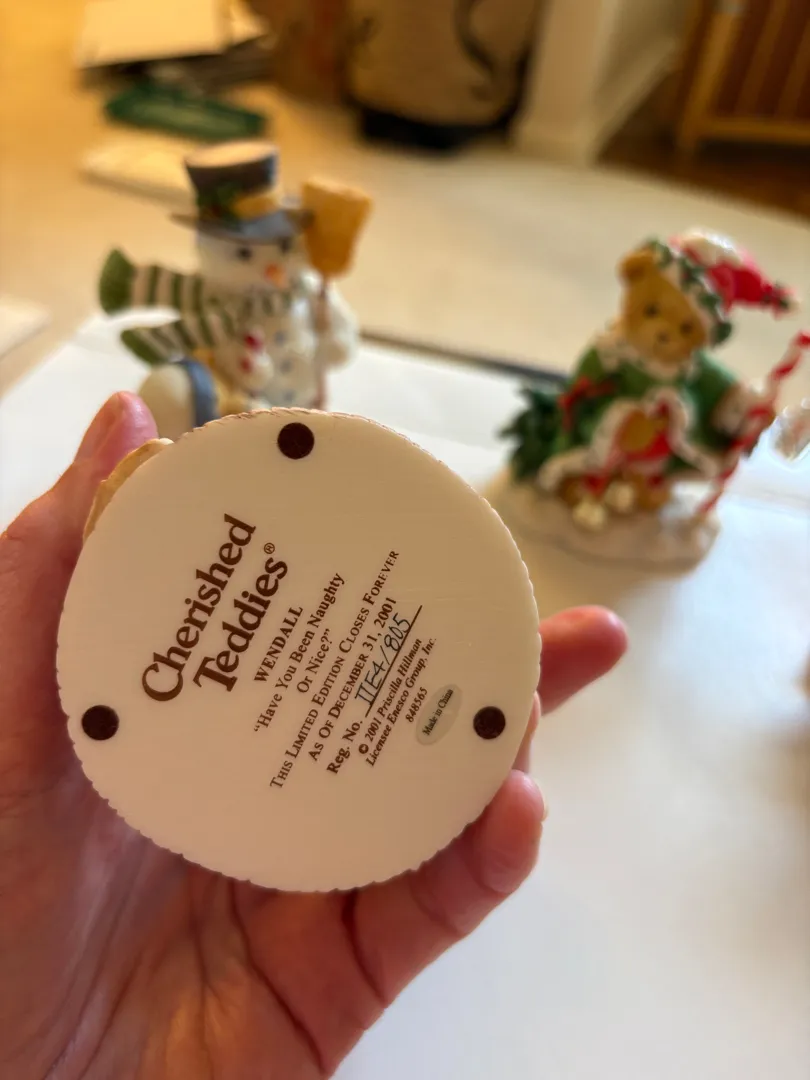 Cherished
Teddies®
WENDALL
"Have You Been Naughty
Or Nice?"
THIS LIMITED EDITION CLOSES FOREVER
AS OF DECEMBER 31, 2001
Reg. No. IIE4/805
© 2001 Priscilla Hillman
Licensee Enesco Group, Inc.
848565
Made in China